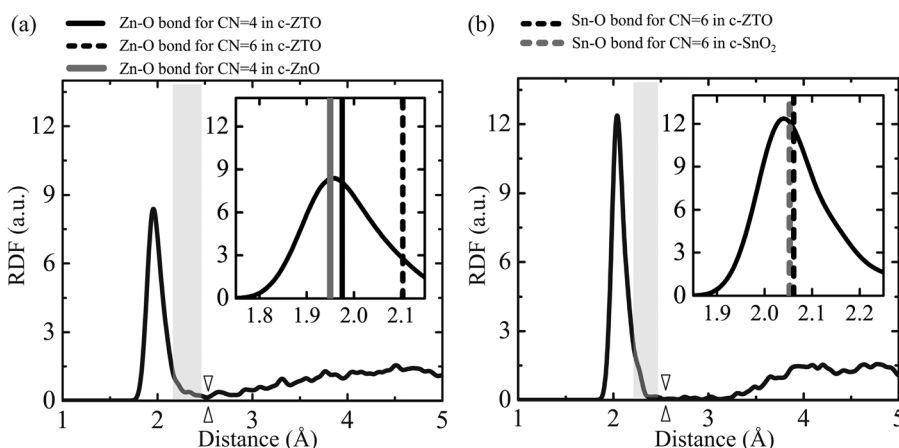 (a)
Zn-O bond for CN=4 in c-ZTO
Zn-O bond for CN=6 in c-ZTO
Zn-O bond for CN=4 in c-ZnO
RDF (a.u.)
12
9
6
3
0
1 2 3 4 5
Distance (Å)
12
9
6
3
0
1.8 1.9 2.0 2.1
(b)
Sn-O bond for CN=6 in c-ZTO
Sn-O bond for CN=6 in c-SnO₂
RDF (a.u.)
12
9
6
3
0
1 2 3 4 5
Distance (Å)
12
9
6
3
0
1.9 2.0 2.1 2.2